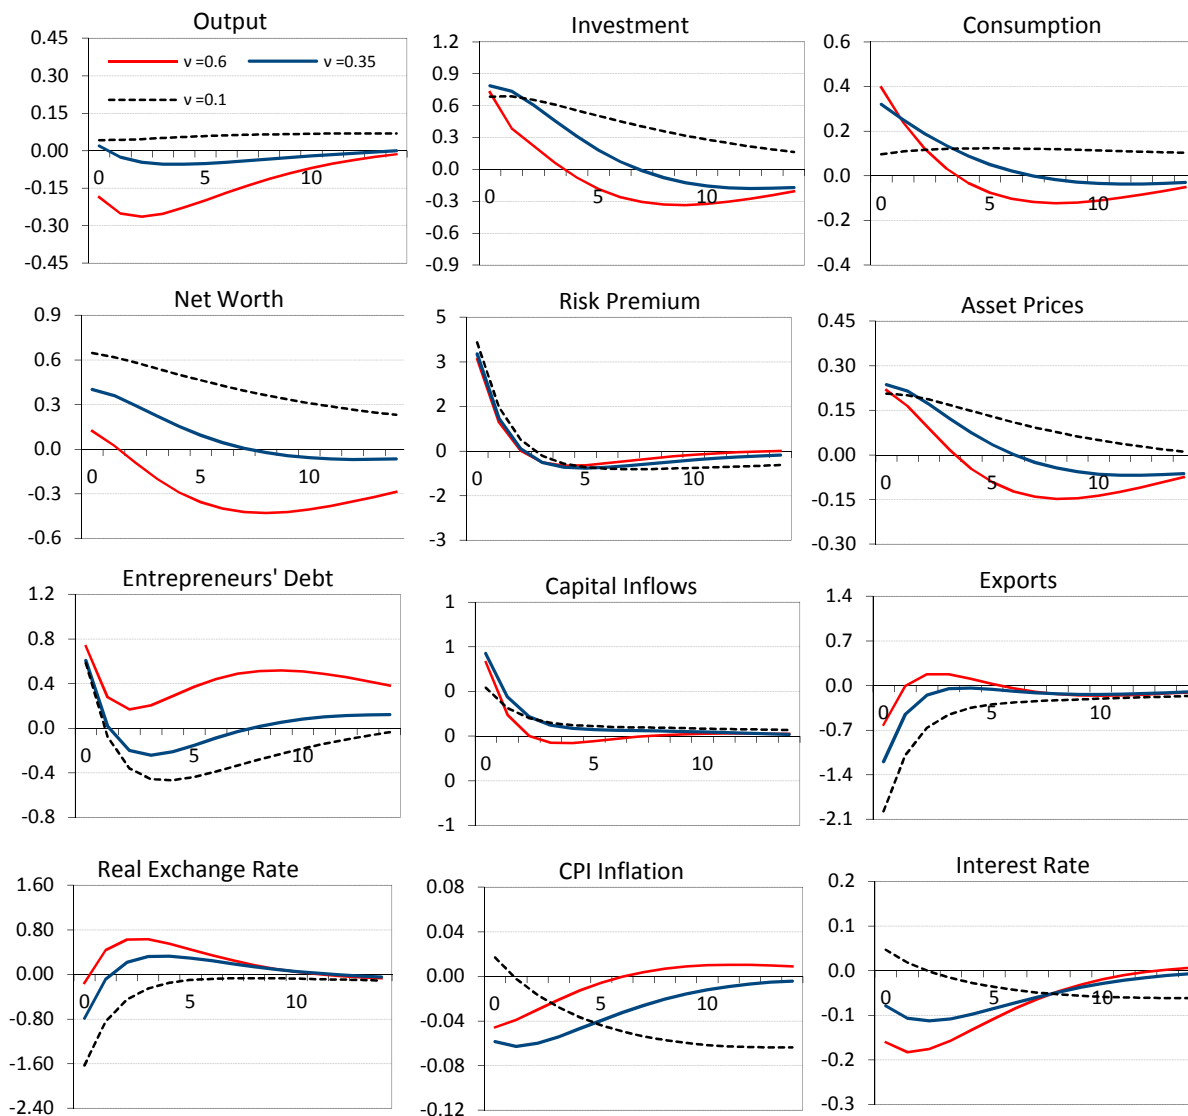 Output
0.45
0.30
0.15
0.00
-0.15
-0.30
-0.45
0 5 10
ν =0.6 ν =0.35
ν =0.1
Investment
1.2
0.9
0.6
0.3
0.0
-0.3
-0.6
-0.9
0 5 10
Consumption
0.6
0.4
0.2
0.0
-0.2
-0.4
0 5 10
Net Worth
0.9
0.6
0.3
0.0
-0.3
-0.6
0 5 10
Risk Premium
5
3
2
0
-2
-3
0 5 10
Asset Prices
0.45
0.30
0.15
0.00
-0.15
-0.30
0 5 10
Entrepreneurs' Debt
1.2
0.8
0.4
0.0
-0.4
-0.8
0 5 10
Capital Inflows
1
1
0
0
0
-1
0 5 10
Exports
1.4
0.7
0.0
-0.7
-1.4
-2.1
0 5 10
Real Exchange Rate
1.60
0.80
0.00
-0.80
-1.60
-2.40
0 5 10
CPI Inflation
0.08
0.04
0.00
-0.04
-0.08
-0.12
0 5 10
Interest Rate
0.2
0.1
0.0
-0.1
-0.2
-0.3
0 5 10